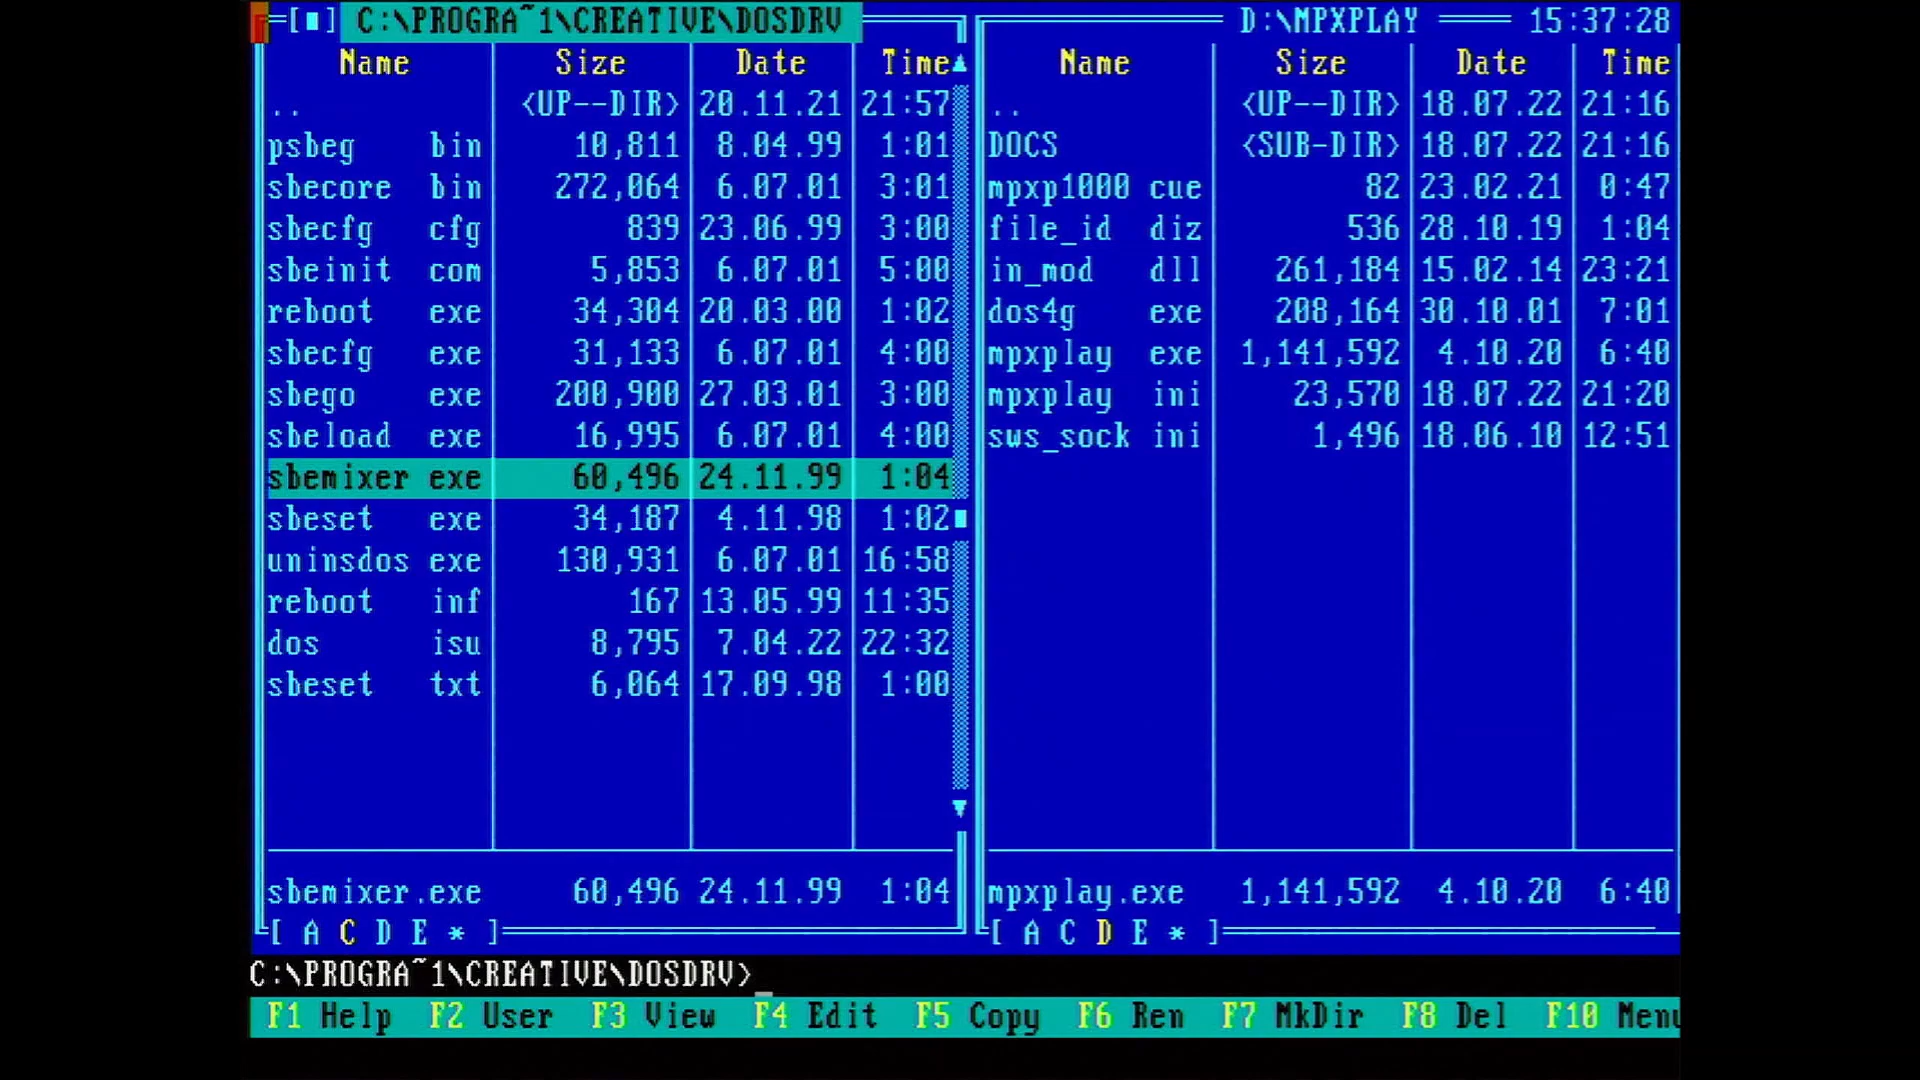 [■] C:\PROGRA~1\CREATIVE\DOSDRV
Name Size Date Time
.. <UP--DIR> 20.11.21 21:57
psbeg bin 10,811 8.04.99 1:01
sbecore bin 272,064 6.07.01 3:01
sbecfg cfg 839 23.06.99 3:00
sbeinit com 5,853 6.07.01 5:00
reboot exe 34,304 20.03.00 1:02
sbecfg exe 31,133 6.07.01 4:00
sbego exe 200,900 27.03.01 3:00
sbeload exe 16,995 6.07.01 4:00
sbemixer exe 60,496 24.11.99 1:04
sbeset exe 34,187 4.11.98 1:02
uninsdos exe 130,931 6.07.01 16:58
reboot inf 167 13.05.99 11:35
dos isu 8,795 7.04.22 22:32
sbeset txt 6,064 17.09.98 1:00
sbemixer.exe 60,496 24.11.99 1:04
[ A C D E * ]
D:\MPXPLAY 15:37:28
Name Size Date Time
.. <UP--DIR> 18.07.22 21:16
DOCS <SUB-DIR> 18.07.22 21:16
mpxp1000 cue 82 23.02.21 0:47
file_id diz 536 28.10.19 1:04
in_mod dll 261,184 15.02.14 23:21
dos4g exe 208,164 30.10.01 7:01
mpxplay exe 1,141,592 4.10.20 6:40
mpxplay ini 23,570 18.07.22 21:20
sws_sock ini 1,496 18.06.10 12:51
mpxplay.exe 1,141,592 4.10.20 6:40
[ A C D E * ]
C:\PROGRA~1\CREATIVE\DOSDRV>_
F1 Help F2 User F3 View F4 Edit F5 Copy F6 Ren F7 MkDir F8 Del F10 Menu